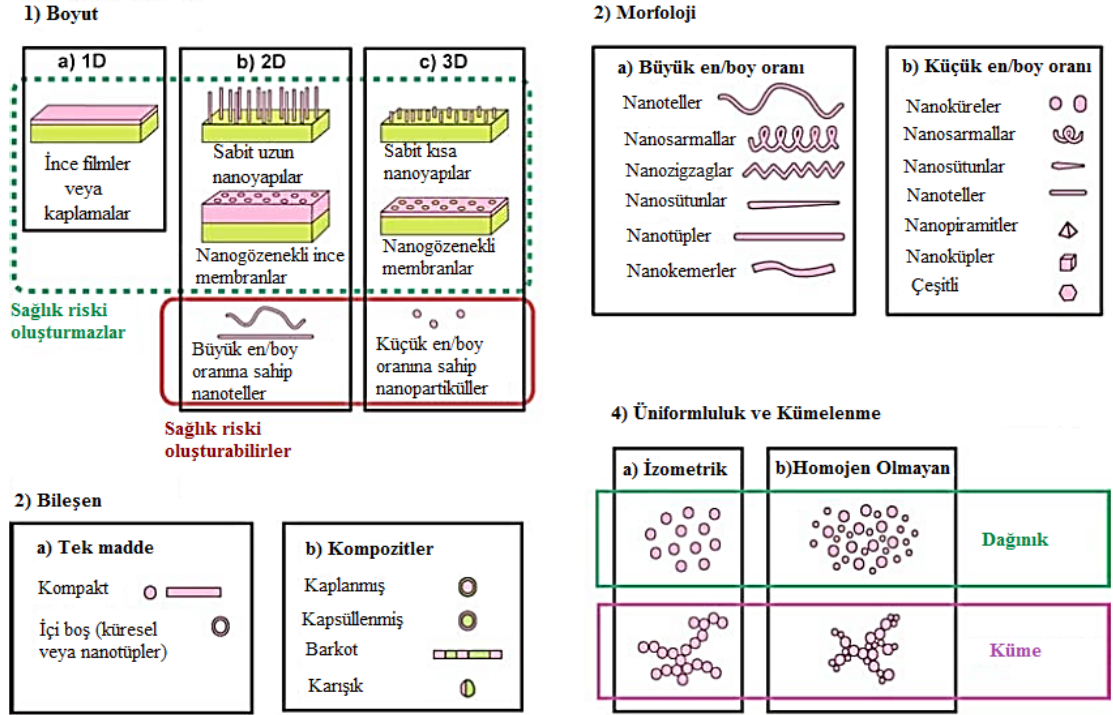 1) Boyut
a) 1D
İnce filmler
veya
kaplamalar
b) 2D
Sabit uzun
nanoyapılar
Nanogözenekli ince
membranlar
Büyük en/boy
oranına sahip
nanoteller
c) 3D
Sabit kısa
nanoyapılar
Nanogözenekli
membranlar
Küçük en/boy
oranına sahip
nanopartiküller
Sağlık riski
oluşturmazlar
Sağlık riski
oluşturabilirler
2) Morfoloji
a) Büyük en/boy oranı
Nanoteller
Nanosarmallar
Nanozigzaglar
Nanosütunlar
Nanotüpler
Nanokemerler
b) Küçük en/boy oranı
Nanoküreler
Nanosarmallar
Nanosütunlar
Nanoteller
Nanopiramitler
Nanoküpler
Çeşitli
2) Bileşen
a) Tek madde
Kompakt
İçi boş (küresel
veya nanotüpler)
b) Kompozitler
Kaplanmış
Kapsüllenmiş
Barkot
Karışık
4) Üniformluluk ve Kümelenme
a) İzometrik
b)Homojen Olmayan
Dağınık
Küme